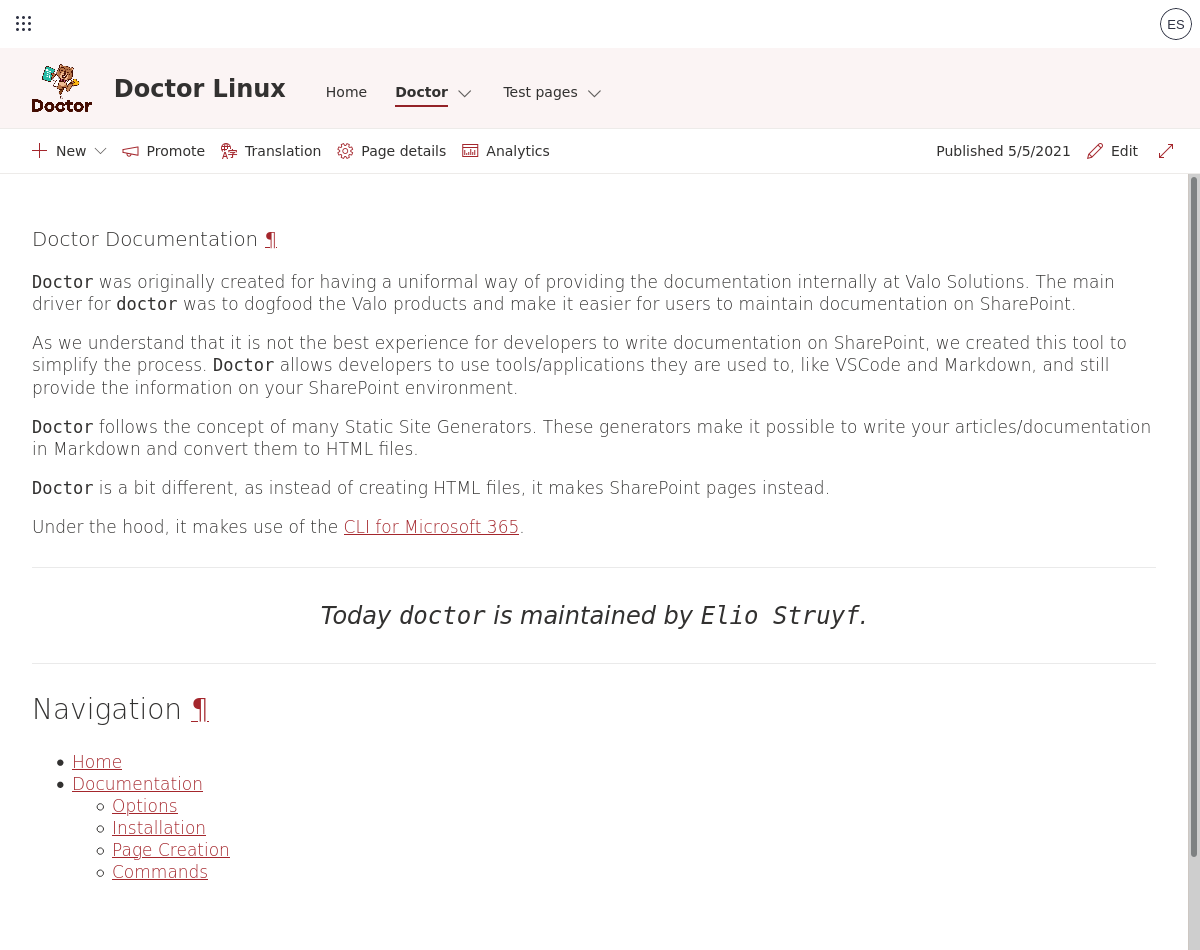 ES
Doctor
Doctor Linux
Home Doctor Test pages
New Promote Translation Page details Analytics Published 5/5/2021 Edit
Doctor Documentation ¶
Doctor was originally created for having a uniformal way of providing the documentation internally at Valo Solutions. The main
driver for doctor was to dogfood the Valo products and make it easier for users to maintain documentation on SharePoint.
As we understand that it is not the best experience for developers to write documentation on SharePoint, we created this tool to
simplify the process. Doctor allows developers to use tools/applications they are used to, like VSCode and Markdown, and still
provide the information on your SharePoint environment.
Doctor follows the concept of many Static Site Generators. These generators make it possible to write your articles/documentation
in Markdown and convert them to HTML files.
Doctor is a bit different, as instead of creating HTML files, it makes SharePoint pages instead.
Under the hood, it makes use of the CLI for Microsoft 365.
Today doctor is maintained by Elio Struyf.
Navigation ¶
Home
Documentation
Options
Installation
Page Creation
Commands